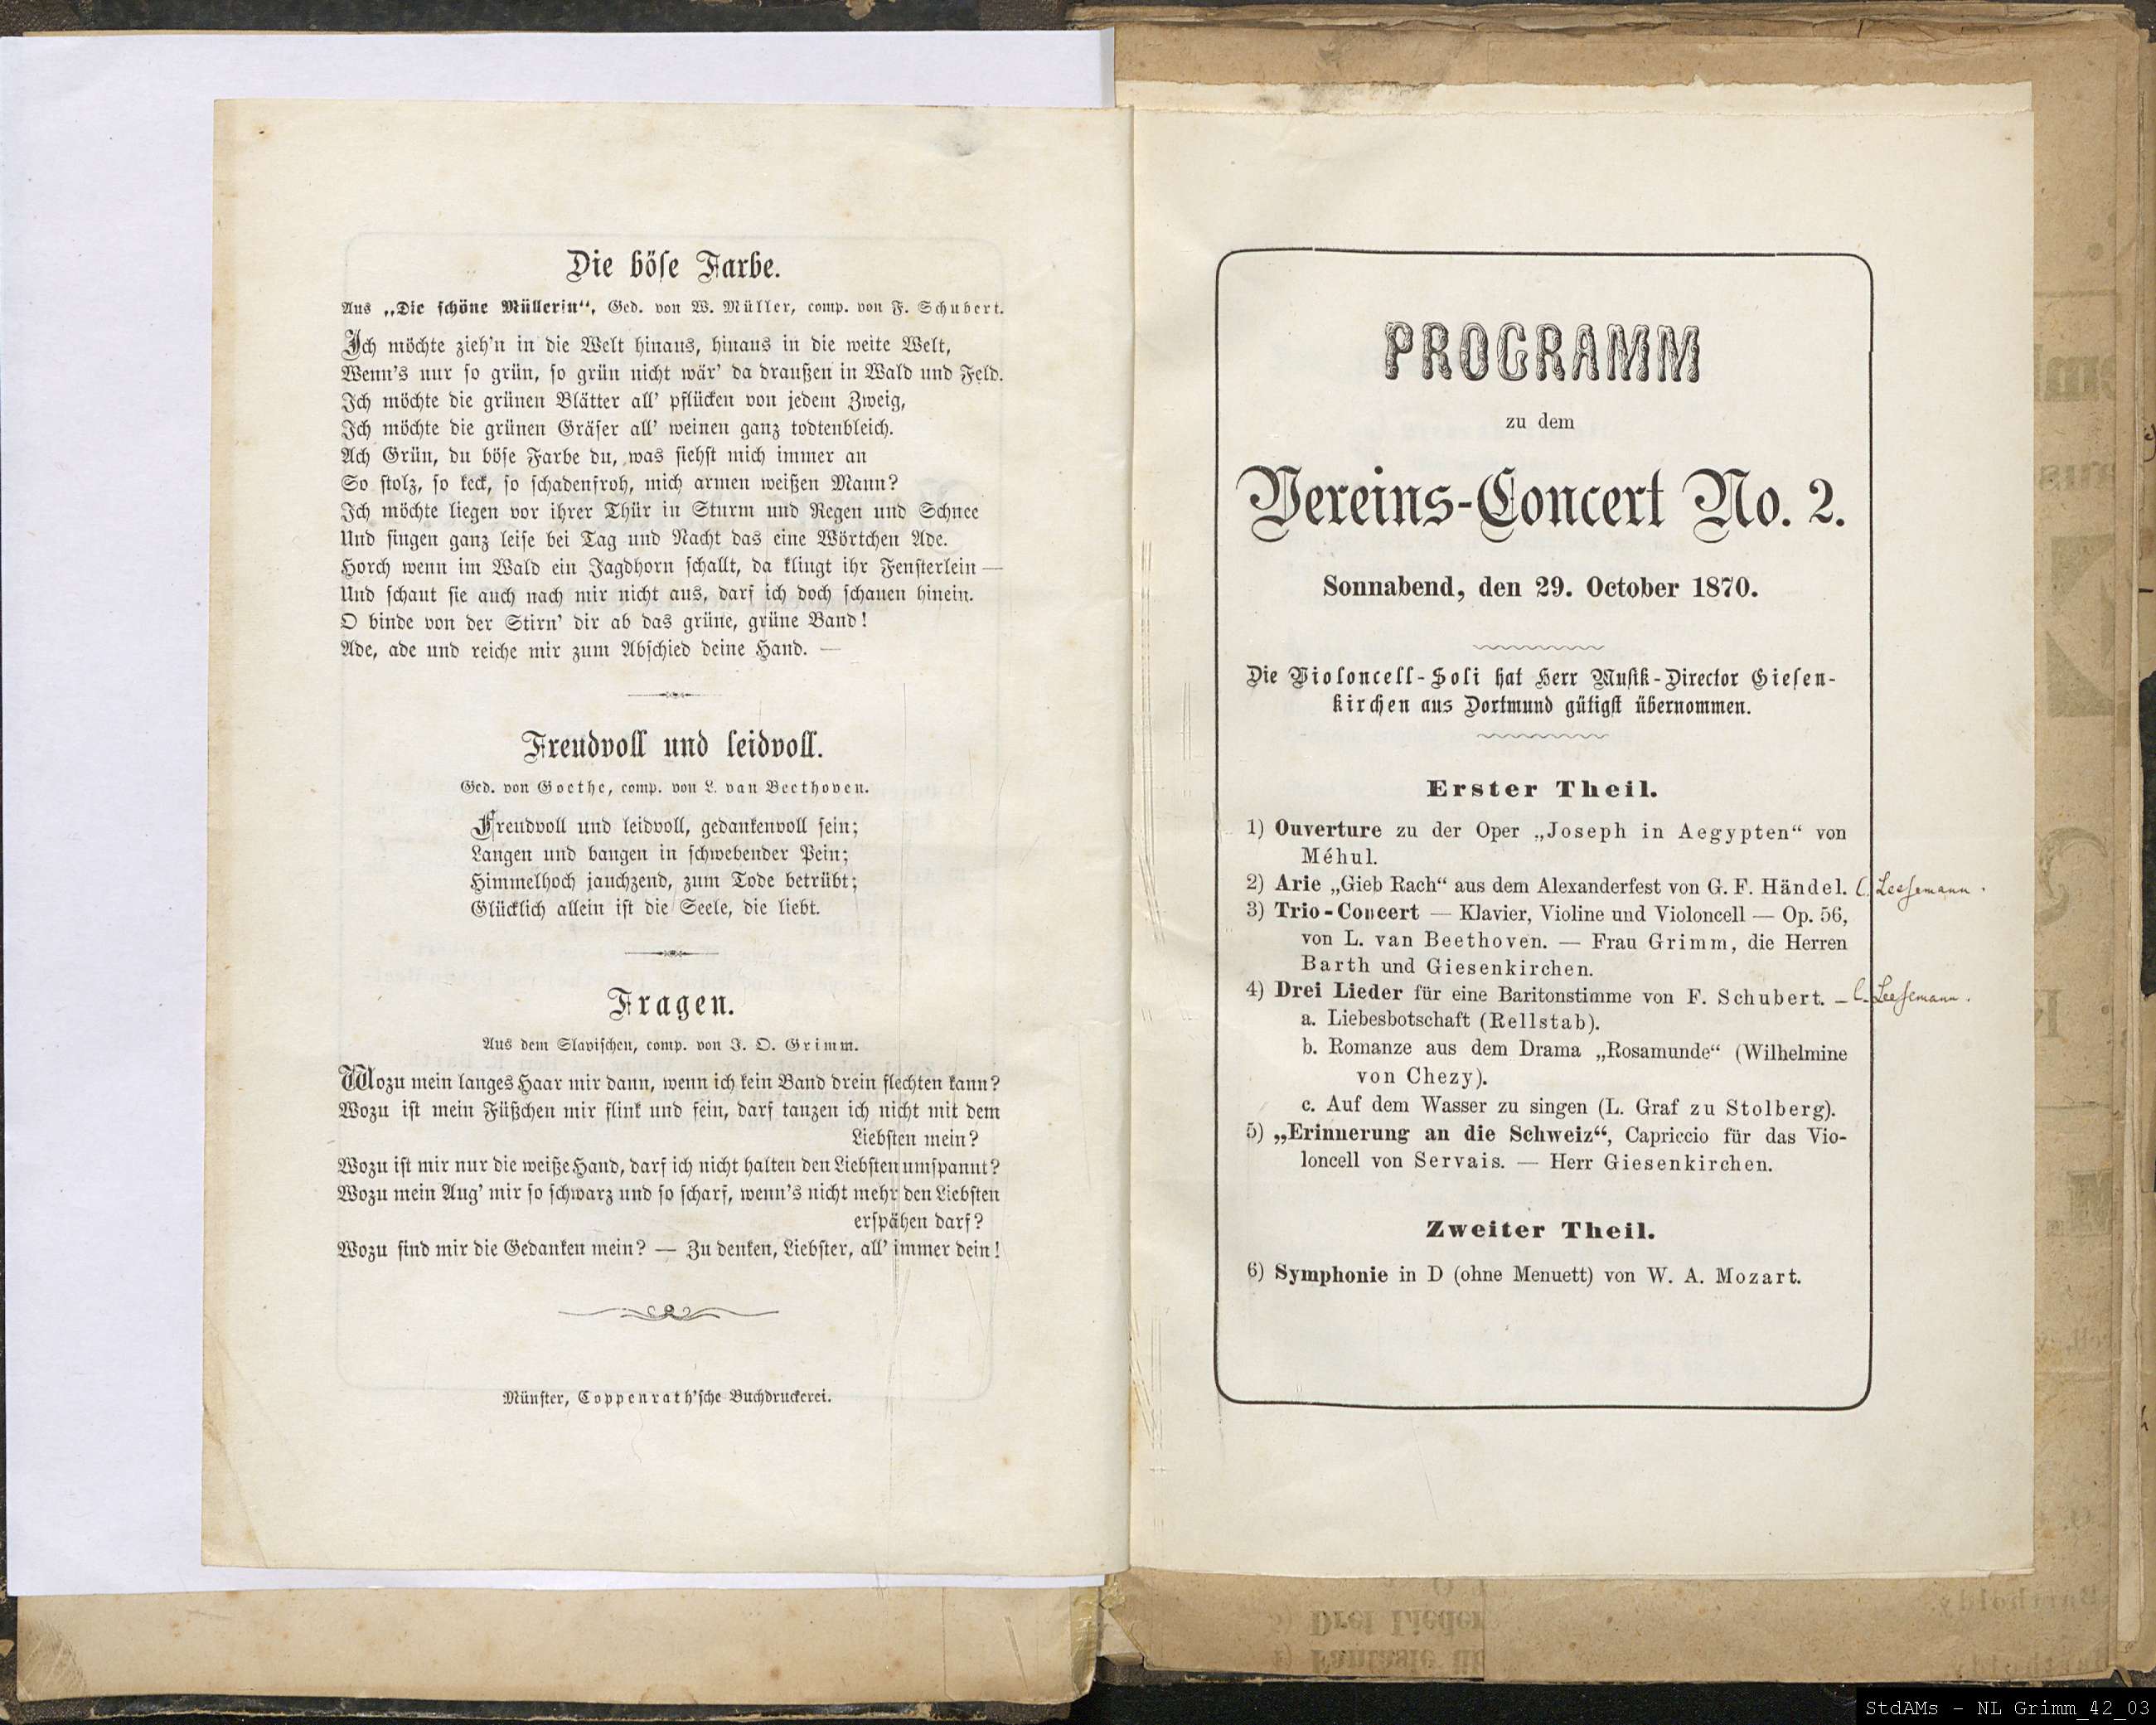 Die böse Farbe.
Aus „Die schöne Müllerin“, Ged. von W. Müller, comp. von F. Schubert.
Ich möchte zieh'n in die Welt hinaus, hinaus in die weite Welt,
Wenn's nur so grün, so grün nicht wär' da draußen in Wald und Feld.
Ich möchte die grünen Blätter all' pflücken von jedem Zweig,
Ich möchte die grünen Gräser all' weinen ganz todtenbleich.
Ach Grün, du böse Farbe du, was siehst mich immer an
So stolz, so keck, so schadenfroh, mich armen weißen Mann?
Ich möchte liegen vor ihrer Thür in Sturm und Regen und Schnee
Und singen ganz leise bei Tag und Nacht das eine Wörtchen Ade.
Horch wenn im Wald ein Jagdhorn schallt, da klingt ihr Fensterlein —
Und schaut sie auch nach mir nicht aus, darf ich doch schauen hinein.
O binde von der Stirn' dir ab das grüne, grüne Band!
Ade, ade und reiche mir zum Abschied deine Hand. —
Freudvoll und leidvoll.
Ged. von Goethe, comp. von L. van Beethoven.
Freudvoll und leidvoll, gedankenvoll sein;
Langen und bangen in schwebender Pein;
Himmelhoch jauchzend, zum Tode betrübt;
Glücklich allein ist die Seele, die liebt.
Fragen.
Aus dem Slavischen, comp. von J. O. Grimm.
Wozu mein langes Haar mir dann, wenn ich kein Band drein flechten kann?
Wozu ist mein Füßchen mir flink und fein, darf tanzen ich nicht mit dem
Liebsten mein?
Wozu ist mir nur die weiße Hand, darf ich nicht halten den Liebsten umspannt?
Wozu mein Aug' mir so schwarz und so scharf, wenn's nicht mehr den Liebsten
erspähen darf?
Wozu sind mir die Gedanken mein? — Zu denken, Liebster, all' immer dein!
Münster, Coppenrath'sche Buchdruckerei.
PROGRAMM
zu dem
Vereins-Concert No. 2.
Sonnabend, den 29. October 1870.
Die Violoncell-Soli hat Herr Musik-Director Giesen-
kirchen aus Dortmund gütigst übernommen.
Erster Theil.
1) Ouverture zu der Oper „Joseph in Aegypten“ von
Méhul.
2) Arie „Gieb Rach“ aus dem Alexanderfest von G. F. Händel. C. Leesemann.
3) Trio-Concert — Klavier, Violine und Violoncell — Op. 56,
von L. van Beethoven. — Frau Grimm, die Herren
Barth und Giesenkirchen.
4) Drei Lieder für eine Baritonstimme von F. Schubert. – C. Leesemann.
a. Liebesbotschaft (Rellstab).
b. Romanze aus dem Drama „Rosamunde“ (Wilhelmine
von Chezy).
c. Auf dem Wasser zu singen (L. Graf zu Stolberg).
5) „Erinnerung an die Schweiz“, Capriccio für das Vio-
loncell von Servais. — Herr Giesenkirchen.
Zweiter Theil.
6) Symphonie in D (ohne Menuett) von W. A. Mozart.
3) Drei Lieder
StdAMs - NL Grimm_42_03